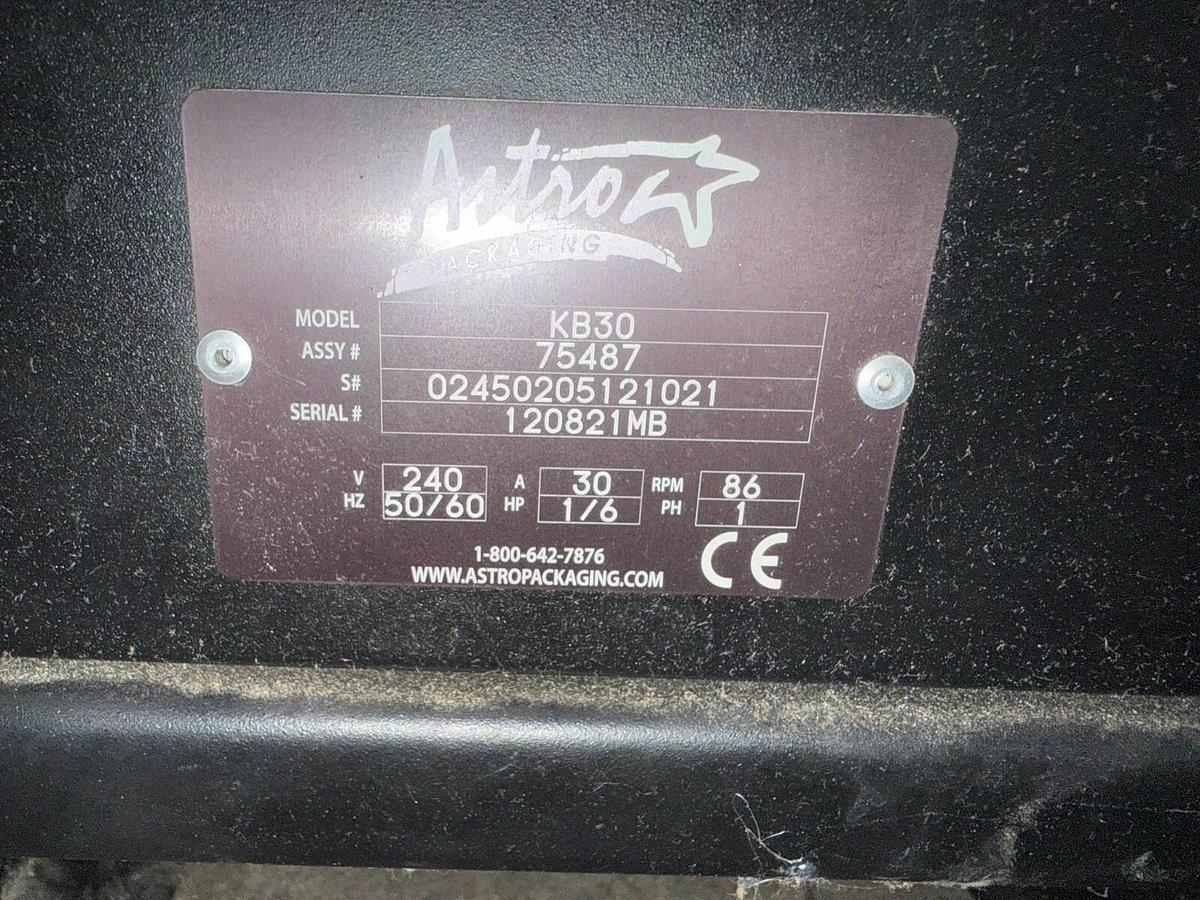 Astro
PACKAGING
MODEL KB30
ASSY # 75487
S# 02450205121021
SERIAL # 120821MB
V 240 A 30 RPM 86
HZ 50/60 HP 1/6 PH 1
1-800-642-7876
WWW.ASTROPACKAGING.COM
CE